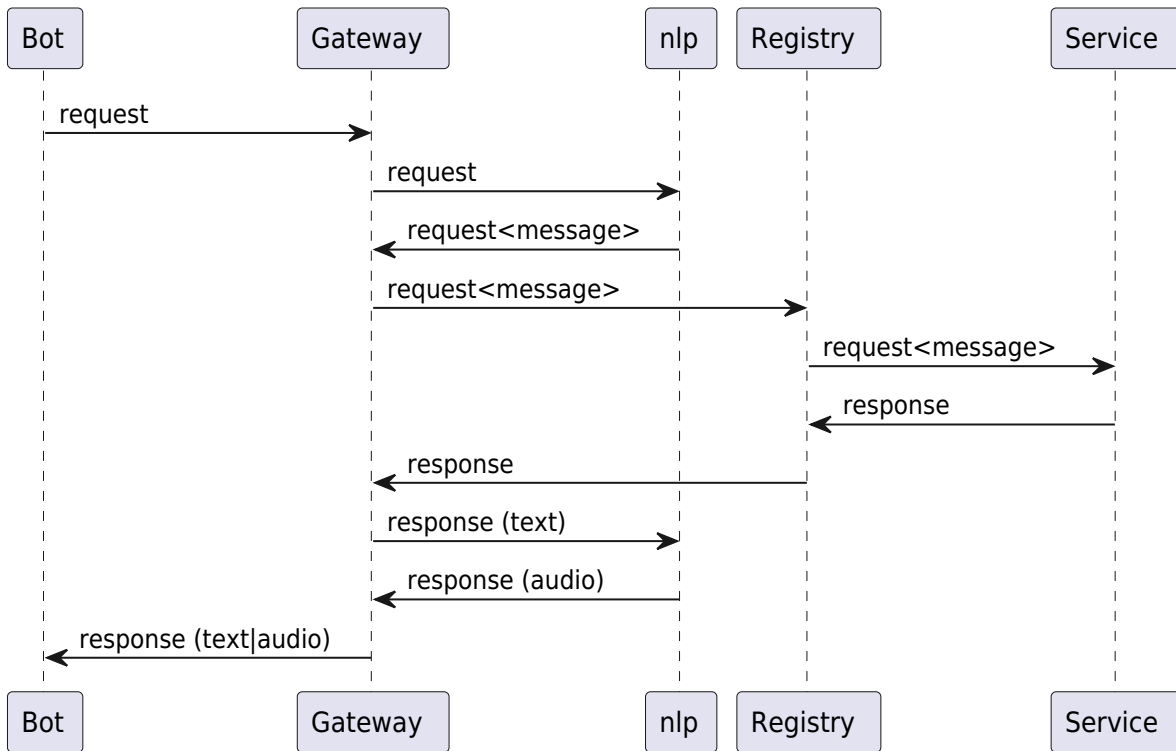 Bot Gateway nlp Registry Service
request
request
request<message>
request<message>
request<message>
response
response
response (text)
response (audio)
response (text|audio)
Bot Gateway nlp Registry Service